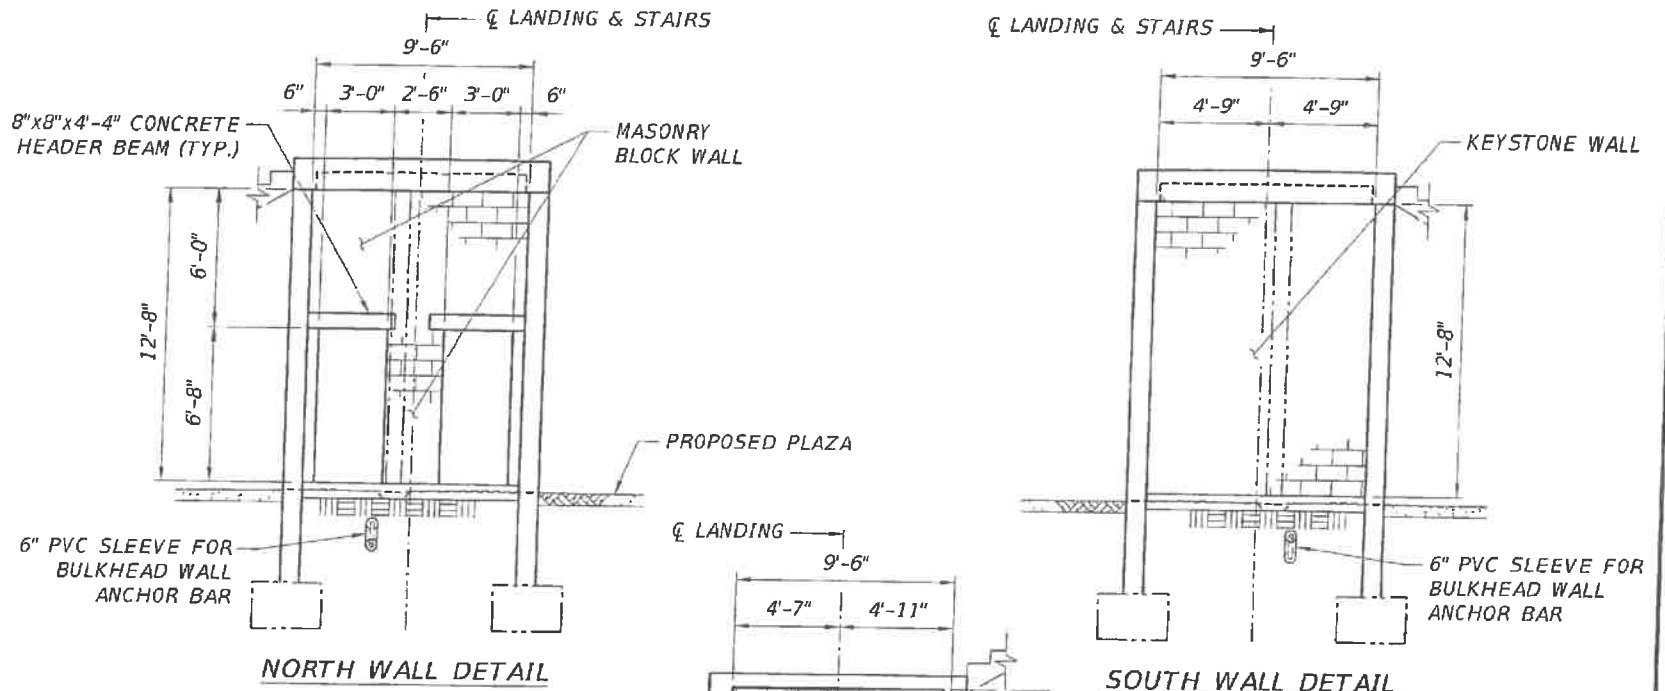 ℄ LANDING & STAIRS
9'-6"
6" 3'-0" 2'-6" 3'-0" 6"
8"x8"x4'-4" CONCRETE
HEADER BEAM (TYP.)
MASONRY
BLOCK WALL
6'-0"
12'-8"
6'-8"
PROPOSED PLAZA
6" PVC SLEEVE FOR
BULKHEAD WALL
ANCHOR BAR
NORTH WALL DETAIL
℄ LANDING
9'-6"
4'-7" 4'-11"
℄ LANDING & STAIRS
9'-6"
4'-9" 4'-9"
KEYSTONE WALL
12'-8"
6" PVC SLEEVE FOR
BULKHEAD WALL
ANCHOR BAR
SOUTH WALL DETAIL